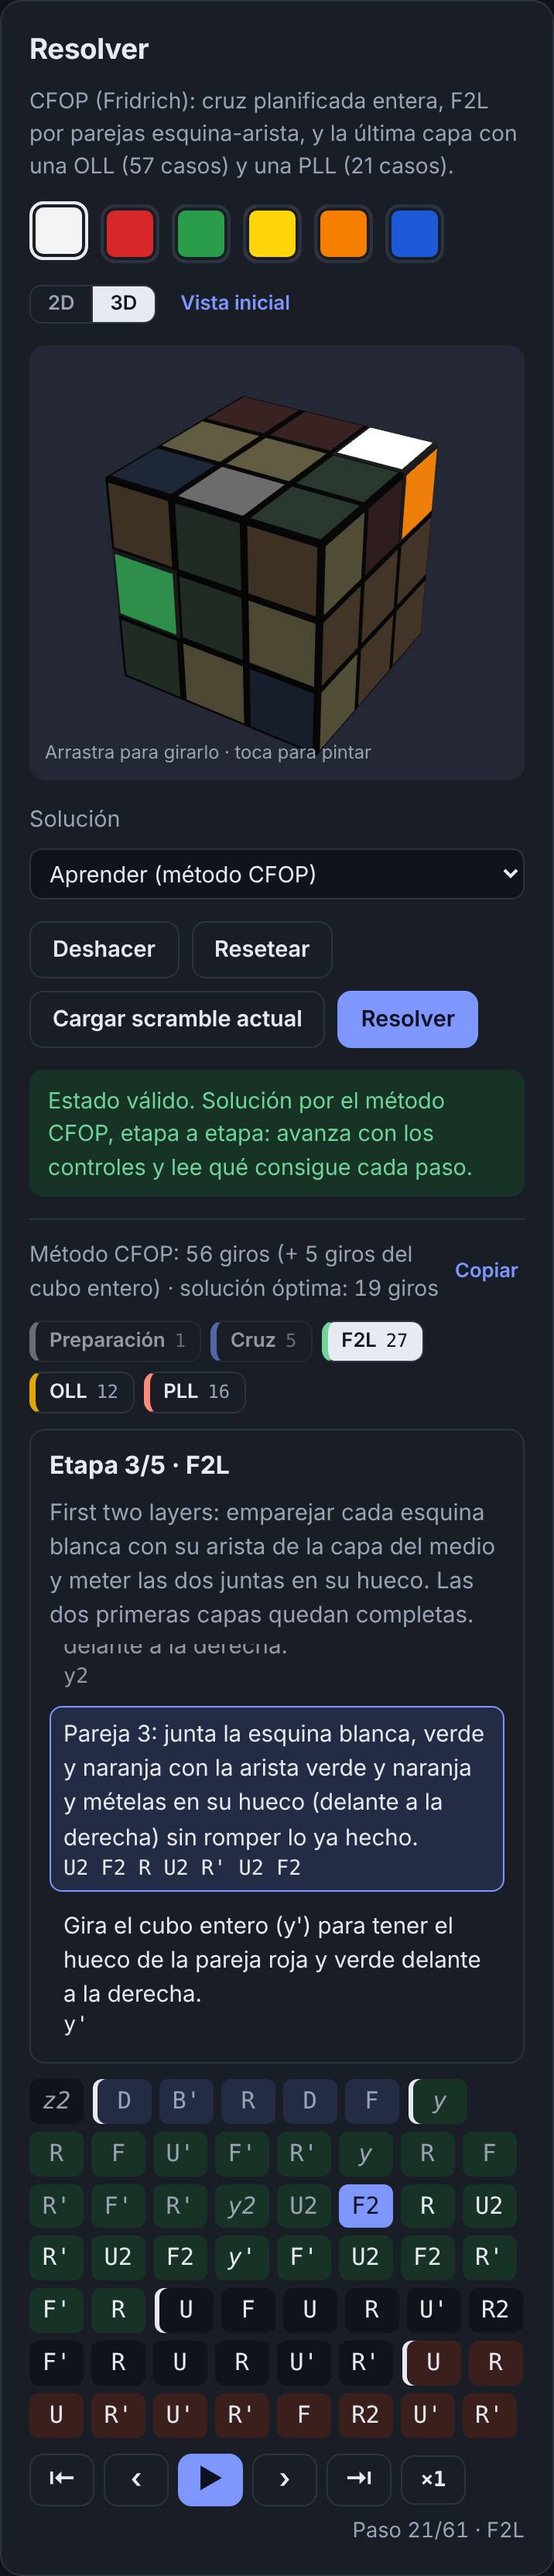 Resolver
CFOP (Fridrich): cruz planificada entera, F2L
por parejas esquina-arista, y la última capa con
una OLL (57 casos) y una PLL (21 casos).
2D 3D Vista inicial
Arrastra para girarlo · toca para pintar
Solución
Aprender (método CFOP)
Deshacer Resetear
Cargar scramble actual Resolver
Estado válido. Solución por el método
CFOP, etapa a etapa: avanza con los
controles y lee qué consigue cada paso.
Método CFOP: 56 giros (+ 5 giros del
cubo entero) · solución óptima: 19 giros
Copiar
Preparación 1 Cruz 5 F2L 27
OLL 12 PLL 16
Etapa 3/5 · F2L
First two layers: emparejar cada esquina
blanca con su arista de la capa del medio
y meter las dos juntas en su hueco. Las
dos primeras capas quedan completas.
delante a la derecha.
y2
Pareja 3: junta la esquina blanca, verde
y naranja con la arista verde y naranja
y mételas en su hueco (delante a la
derecha) sin romper lo ya hecho.
U2 F2 R U2 R' U2 F2
Gira el cubo entero (y') para tener el
hueco de la pareja roja y verde delante
a la derecha.
y'
z2 D B' R D F y
R F U' F' R' y R F
R' F' R' y2 U2 F2 R U2
R' U2 F2 y' F' U2 F2 R'
F' R U F U R U' R2
F' R U R U' R' U R
U R' U' R' F R2 U' R'
×1
Paso 21/61 · F2L